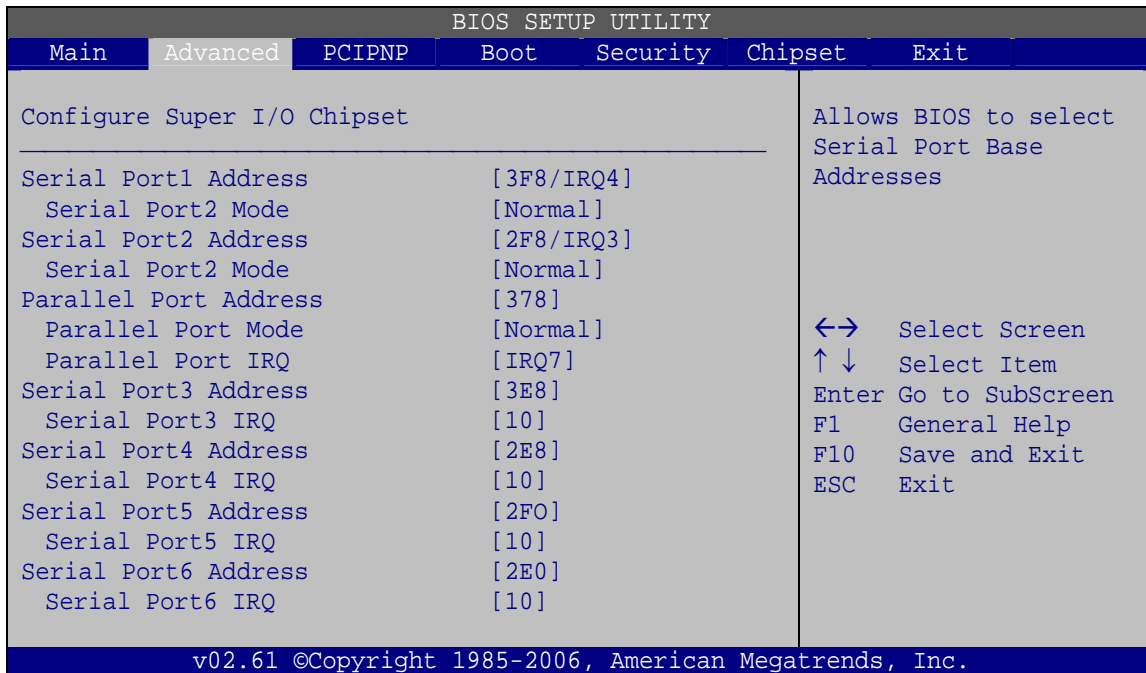 BIOS SETUP UTILITY
Main Advanced PCIPNP Boot Security Chipset Exit
Configure Super I/O Chipset
Serial Port1 Address [3F8/IRQ4]
Serial Port2 Mode [Normal]
Serial Port2 Address [2F8/IRQ3]
Serial Port2 Mode [Normal]
Parallel Port Address [378]
Parallel Port Mode [Normal]
Parallel Port IRQ [IRQ7]
Serial Port3 Address [3E8]
Serial Port3 IRQ [10]
Serial Port4 Address [2E8]
Serial Port4 IRQ [10]
Serial Port5 Address [2FO]
Serial Port5 IRQ [10]
Serial Port6 Address [2E0]
Serial Port6 IRQ [10]
Allows BIOS to select
Serial Port Base
Addresses
←→ Select Screen
↑ ↓ Select Item
Enter Go to SubScreen
F1 General Help
F10 Save and Exit
ESC Exit
v02.61 ©Copyright 1985-2006, American Megatrends, Inc.